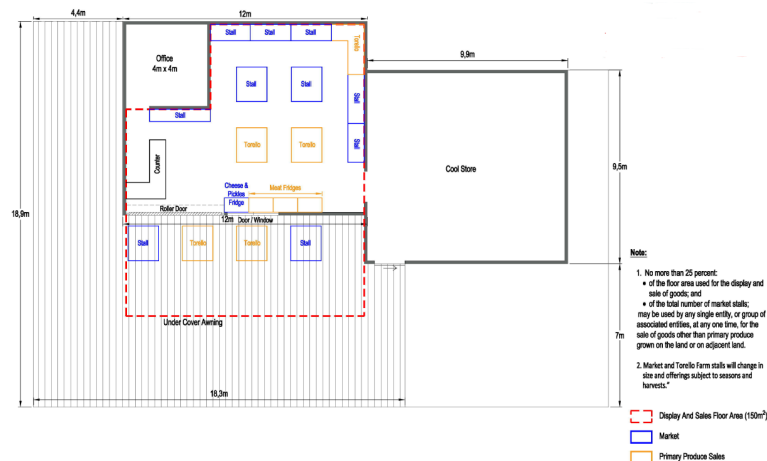 4,4m
12m
Stall Stall Stall
Torello
Office
4m x 4m
9,9m
Stall Stall
Stall
Stall
Torello Torello
Stall
Counter
Cool Store
9,5m
Cheese &
Pickles
Fridge
Meat Fridges
Roller Door
12m
Door / Window
18,9m
Stall Torello Torello Stall
Under Cover Awning
7m
18,3m
Note:
1. No more than 25 percent:
• of the floor area used for the display and
sale of goods; and
• of the total number of market stalls;
may be used by any single entity, or group of
associated entities, at any one time, for the
sale of goods other than primary produce
grown on the land or on adjacent land.
2. Market and Torello Farm stalls will change in
size and offerings subject to seasons and
harvests."
Display And Sales Floor Area (150m²)
Market
Primary Produce Sales